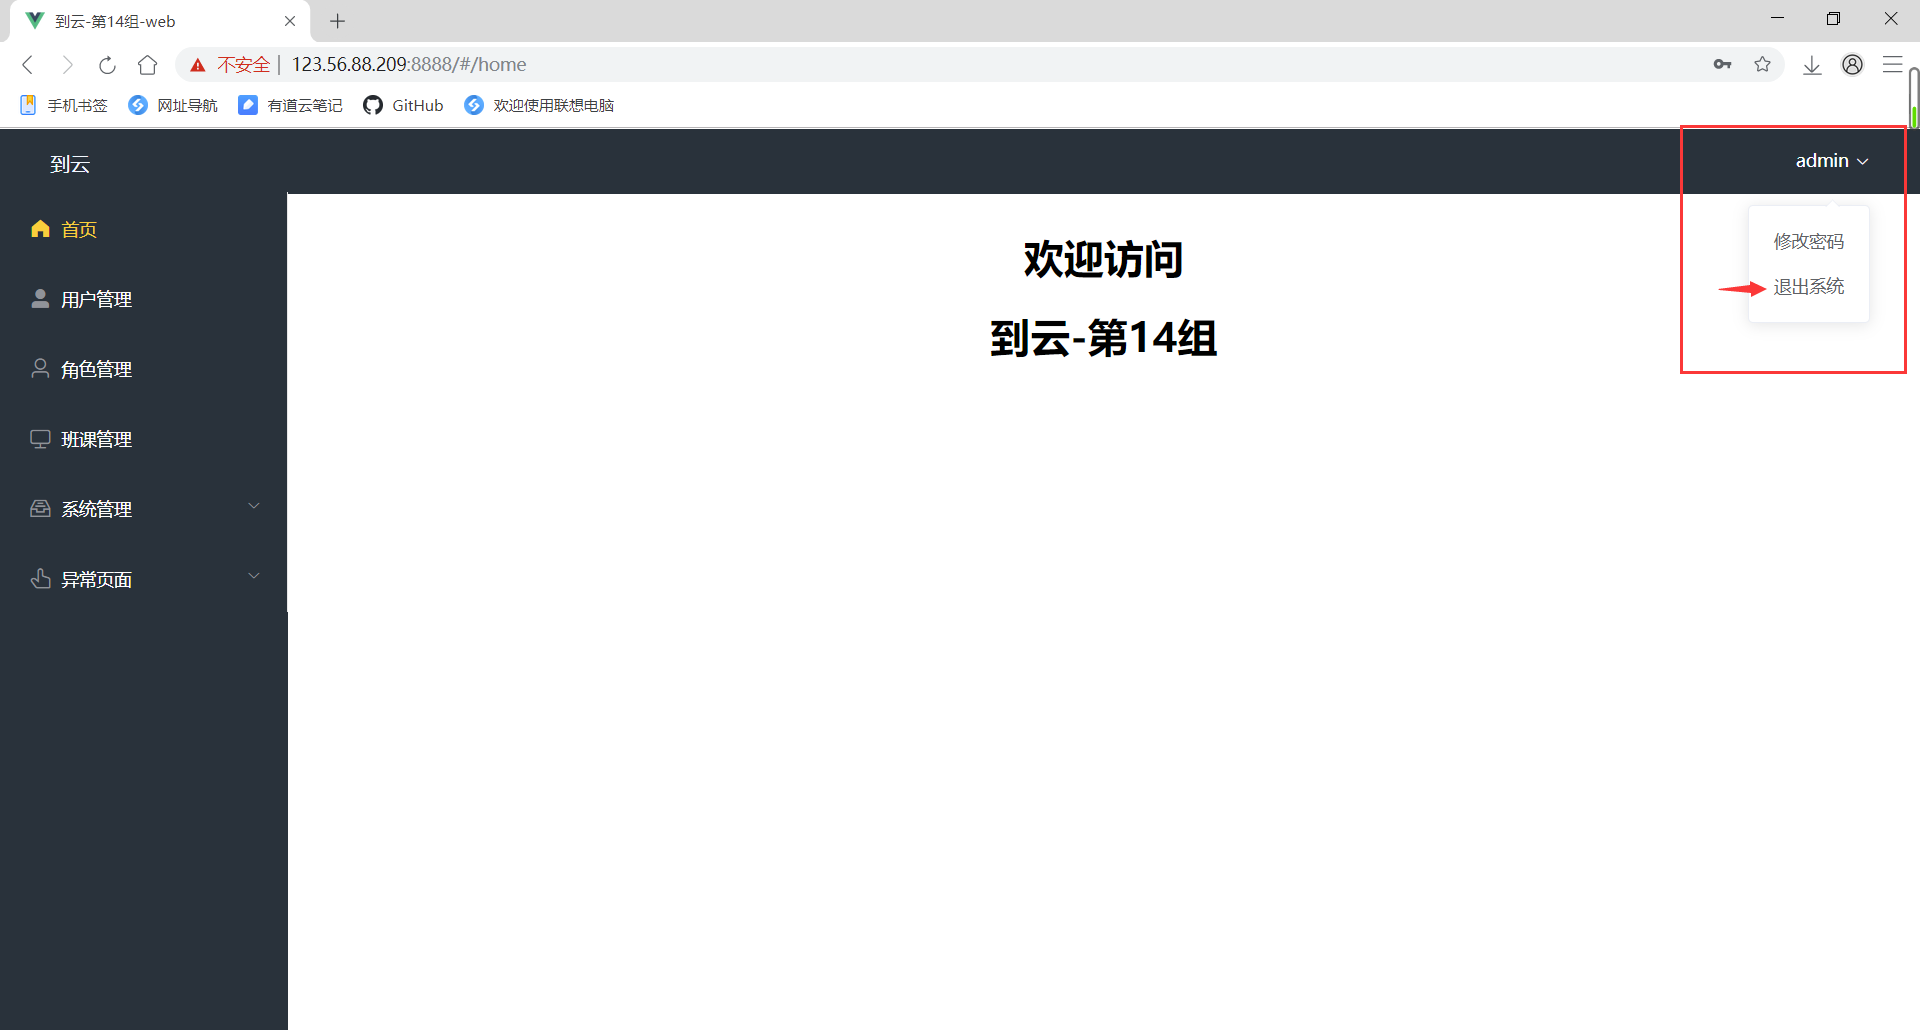 到云-第14组-web
不安全 | 123.56.88.209:8888/#/home
手机书签 网址导航 有道云笔记 GitHub 欢迎使用联想电脑
到云
admin
首页
用户管理
角色管理
班课管理
系统管理
异常页面
欢迎访问
到云-第14组
修改密码
退出系统